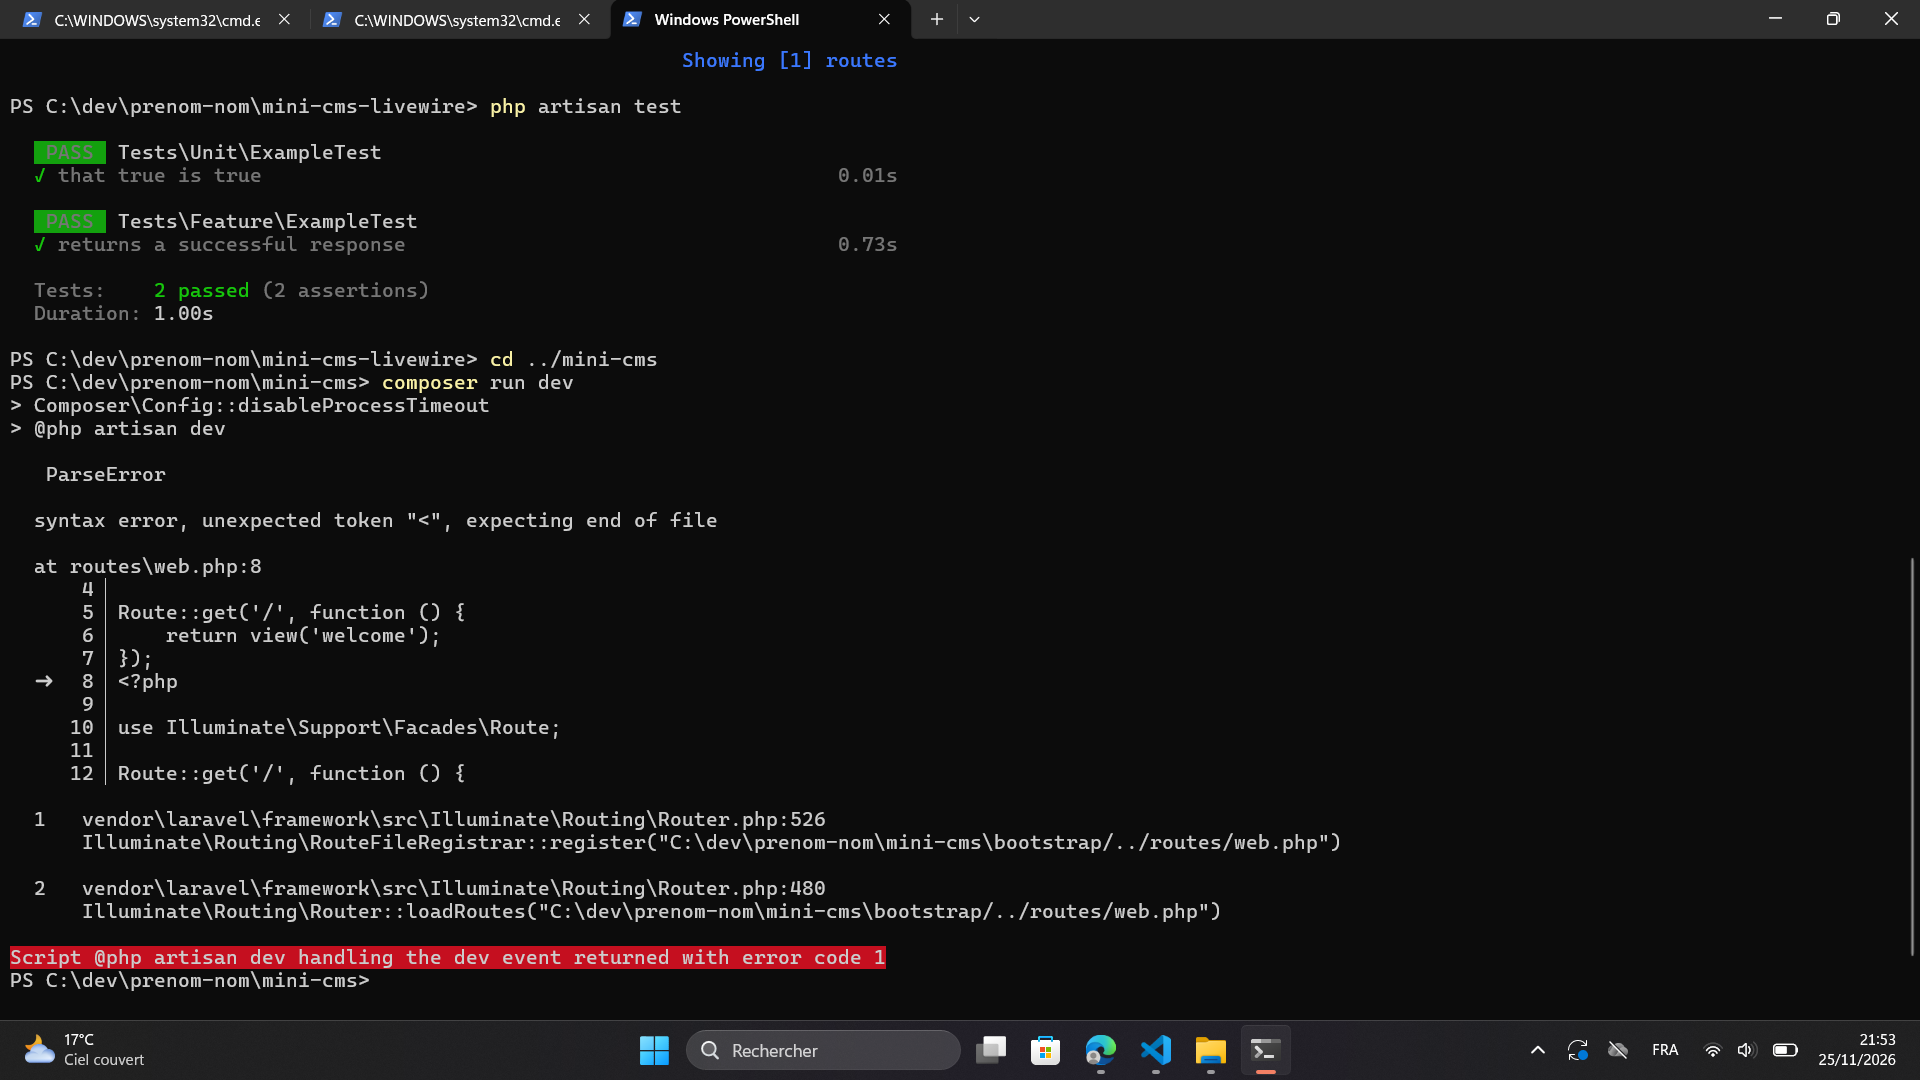 C:\WINDOWS\system32\cmd.e
C:\WINDOWS\system32\cmd.e
Windows PowerShell
Showing [1] routes
PS C:\dev\prenom-nom\mini-cms-livewire> php artisan test
PASS Tests\Unit\ExampleTest
✓ that true is true 0.01s
PASS Tests\Feature\ExampleTest
✓ returns a successful response 0.73s
Tests: 2 passed (2 assertions)
Duration: 1.00s
PS C:\dev\prenom-nom\mini-cms-livewire> cd ../mini-cms
PS C:\dev\prenom-nom\mini-cms> composer run dev
> Composer\Config::disableProcessTimeout
> @php artisan dev
ParseError
syntax error, unexpected token "<", expecting end of file
at routes\web.php:8
4
5 Route::get('/', function () {
6     return view('welcome');
7 });
➜ 8 <?php
9
10 use Illuminate\Support\Facades\Route;
11
12 Route::get('/', function () {
1 vendor\laravel\framework\src\Illuminate\Routing\Router.php:526
Illuminate\Routing\RouteFileRegistrar::register("C:\dev\prenom-nom\mini-cms\bootstrap/../routes/web.php")
2 vendor\laravel\framework\src\Illuminate\Routing\Router.php:480
Illuminate\Routing\Router::loadRoutes("C:\dev\prenom-nom\mini-cms\bootstrap/../routes/web.php")
Script @php artisan dev handling the dev event returned with error code 1
PS C:\dev\prenom-nom\mini-cms>
17°C
Ciel couvert
Rechercher
FRA
21:53
25/11/2026